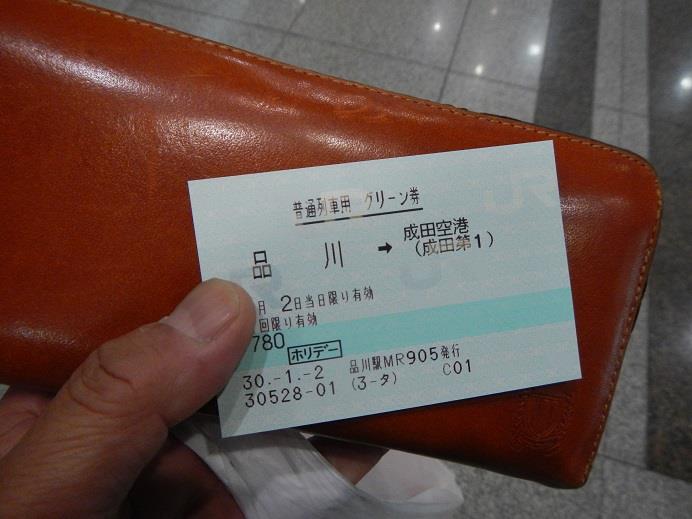 普通列車用 グリーン券
品 川 ➡ 成田空港
(成田第1)
月 2日当日限り有効
回限り有効
780
ホリデー
30.-1.-2 品川駅MR905発行
30528-01 (3-タ) C01